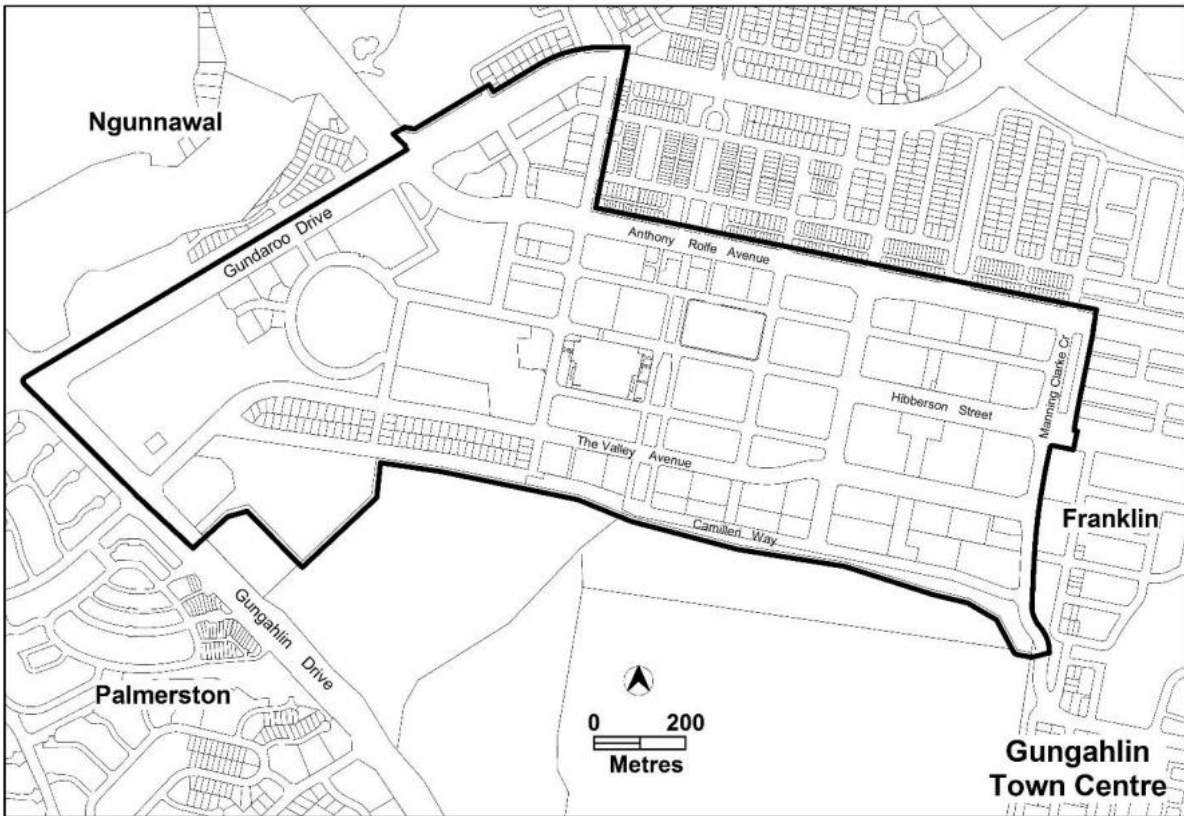 Ngunnawal
Gundaroo Drive
Anthony Rolfe Avenue
Manning Clarke Cr
Hibberson Street
The Valley Avenue
Franklin
Camillen Way
Gungahlin Drive
Palmerston
0 200
Metres
Gungahlin
Town Centre